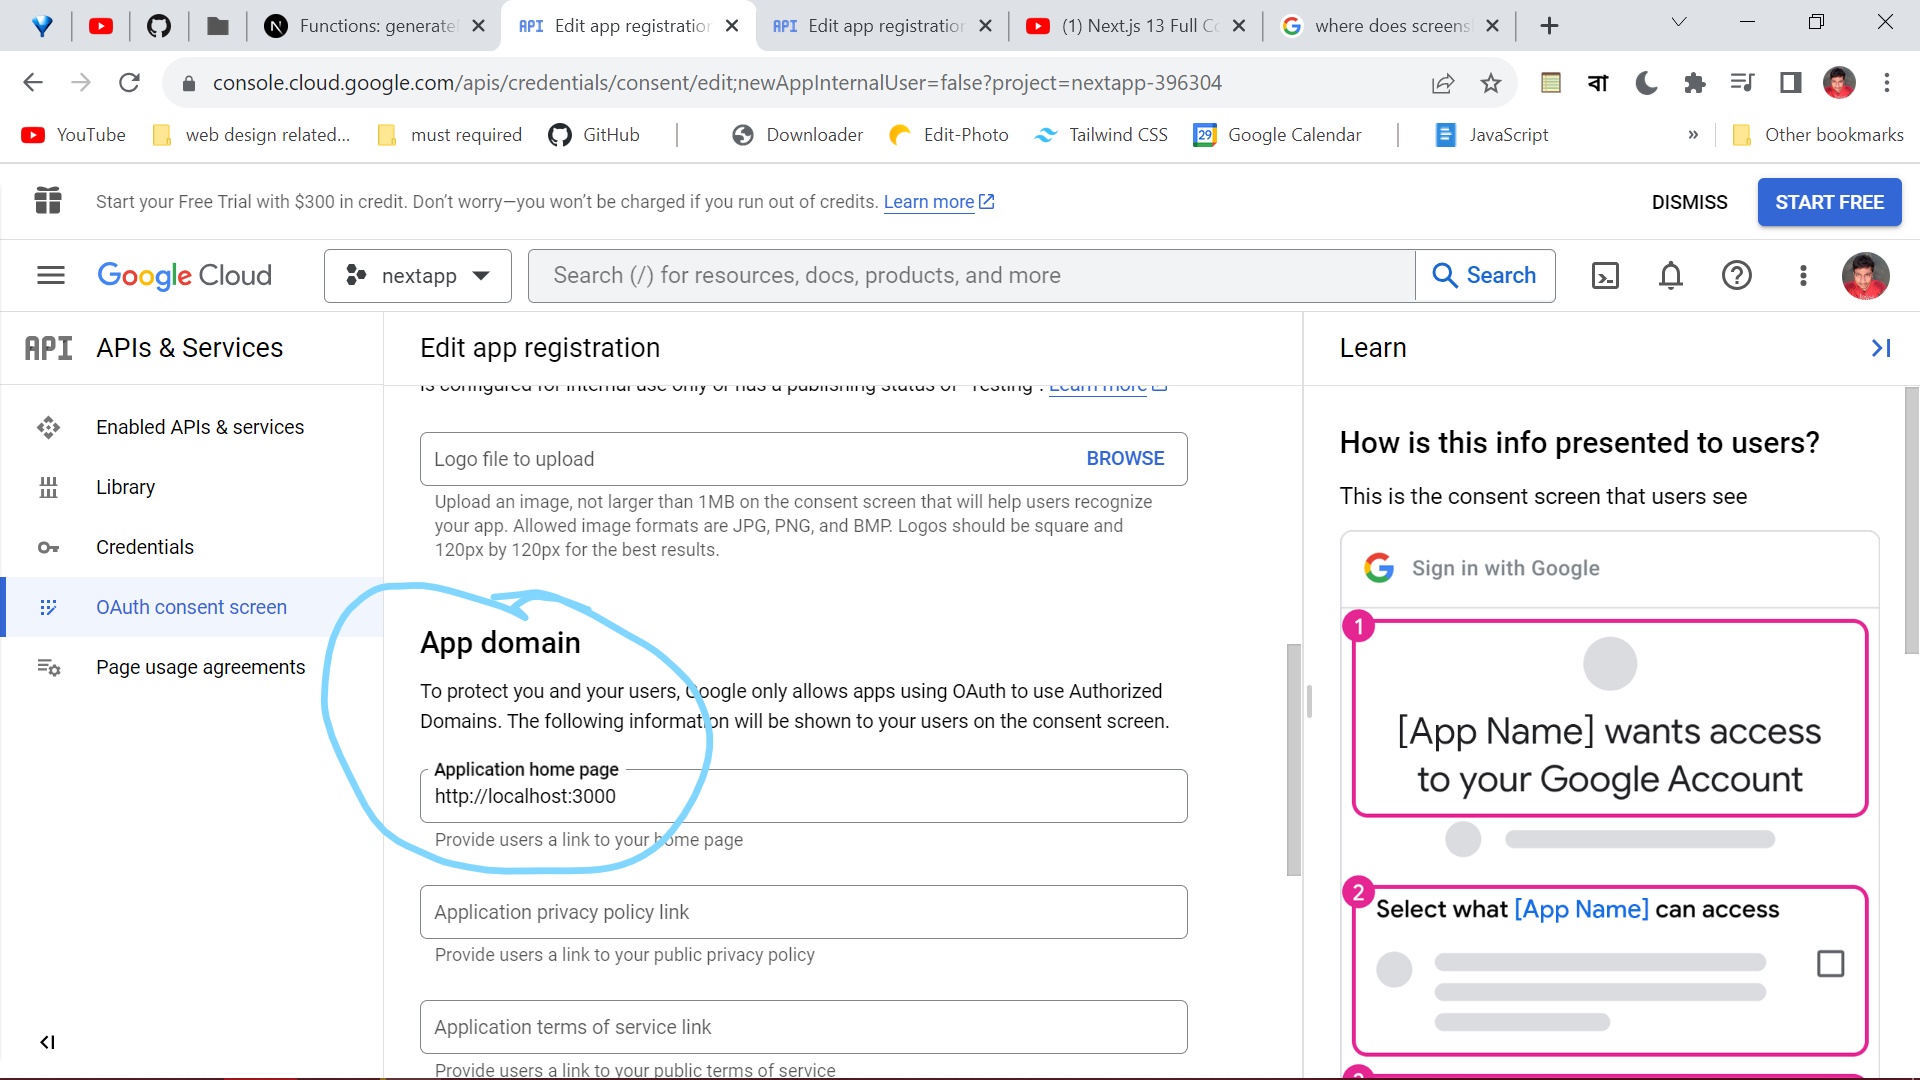 Functions: generateM
API Edit app registration
API Edit app registration
(1) Next.js 13 Full Co
where does screensh
console.cloud.google.com/apis/credentials/consent/edit;newAppInternalUser=false?project=nextapp-396304
বা
YouTube
web design related...
must required
GitHub
Downloader
Edit-Photo
Tailwind CSS
29
Google Calendar
JavaScript
»
Other bookmarks
Start your Free Trial with $300 in credit. Don't worry—you won't be charged if you run out of credits. Learn more
DISMISS
START FREE
Google Cloud
nextapp
Search (/) for resources, docs, products, and more
Search
API APIs & Services
Enabled APIs & services
Library
Credentials
OAuth consent screen
Page usage agreements
Edit app registration
is configured for internal use only or has a publishing status of "Testing". Learn more
Logo file to upload
BROWSE
Upload an image, not larger than 1MB on the consent screen that will help users recognize
your app. Allowed image formats are JPG, PNG, and BMP. Logos should be square and
120px by 120px for the best results.
App domain
To protect you and your users, Google only allows apps using OAuth to use Authorized
Domains. The following information will be shown to your users on the consent screen.
Application home page
http://localhost:3000
Provide users a link to your home page
Application privacy policy link
Provide users a link to your public privacy policy
Application terms of service link
Provide users a link to your public terms of service
Learn
How is this info presented to users?
This is the consent screen that users see
Sign in with Google
1
[App Name] wants access
to your Google Account
2
Select what [App Name] can access